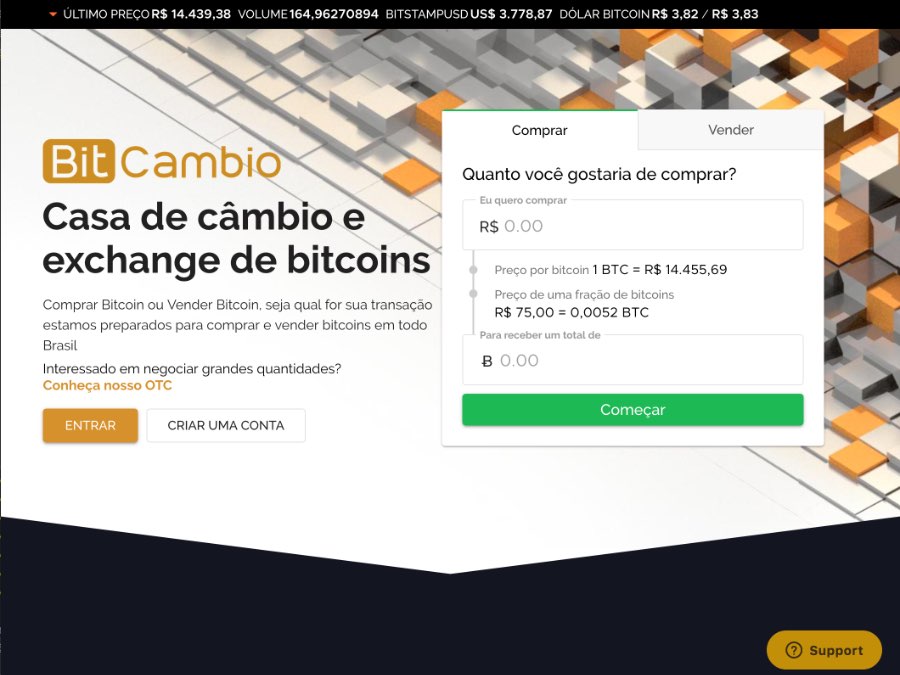 ÚLTIMO PREÇO R$ 14.439,38 VOLUME 164,96270894 BITSTAMPUSD US$ 3.778,87 DÓLAR BITCOIN R$ 3,82 / R$ 3,83
BitCambio
Casa de câmbio e
exchange de bitcoins
Comprar Bitcoin ou Vender Bitcoin, seja qual for sua transação
estamos preparados para comprar e vender bitcoins em todo
Brasil
Interessado em negociar grandes quantidades?
Conheça nosso OTC
ENTRAR
CRIAR UMA CONTA
Comprar
Vender
Quanto você gostaria de comprar?
Eu quero comprar
R$ 0.00
Preço por bitcoin 1 BTC = R$ 14.455,69
Preço de uma fração de bitcoins
R$ 75,00 = 0,0052 BTC
Para receber um total de
Ƀ 0.00
Começar
Support